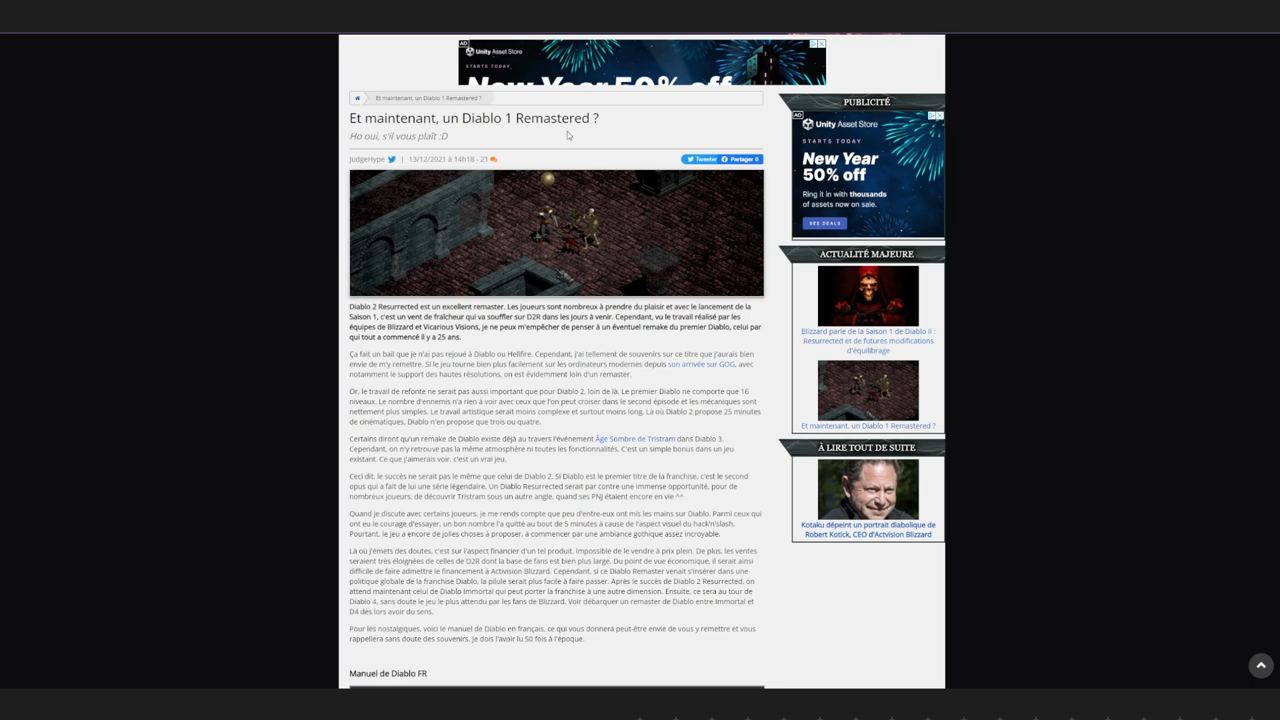 AD
Unity Asset Store
STARTS TODAY
New Year 50% off
Et maintenant, un Diablo 1 Remastered ?
Et maintenant, un Diablo 1 Remastered ?
Ho oui, s'il vous plaît :D
JudgeHype | 13/12/2021 à 14h18 - 21
Tweeter Partager 0
Diablo 2 Resurrected est un excellent remaster. Les joueurs sont nombreux à prendre du plaisir et avec le lancement de la
Saison 1, c'est un vent de fraîcheur qui va souffler sur D2R dans les jours à venir. Cependant, vu le travail réalisé par les
équipes de Blizzard et Vicarious Visions, je ne peux m'empêcher de penser à un éventuel remake du premier Diablo, celui par
qui tout a commencé il y a 25 ans.
Ça fait un bail que je n'ai pas rejoué à Diablo ou Hellfire. Cependant, j'ai tellement de souvenirs sur ce titre que j'aurais bien
envie de m'y remettre. Si le jeu tourne bien plus facilement sur les ordinateurs modernes depuis son arrivée sur GOG, avec
notamment le support des hautes résolutions, on est évidemment loin d'un remaster.
Or, le travail de refonte ne serait pas aussi important que pour Diablo 2, loin de là. Le premier Diablo ne comporte que 16
niveaux. Le nombre d'ennemis n'a rien à voir avec ceux que l'on peut croiser dans le second épisode et les mécaniques sont
nettement plus simples. Le travail artistique serait moins complexe et surtout moins long. Là où Diablo 2 propose 25 minutes
de cinématiques, Diablo n'en propose que trois ou quatre.
Certains diront qu'un remake de Diablo existe déjà au travers l'événement Âge Sombre de Tristram dans Diablo 3.
Cependant, on n'y retrouve pas la même atmosphère ni toutes les fonctionnalités. C'est un simple bonus dans un jeu
existant. Ce que j'aimerais voir, c'est un vrai jeu.
Ceci dit, le succès ne serait pas le même que celui de Diablo 2. Si Diablo est le premier titre de la franchise, c'est le second
opus qui a fait de lui une série légendaire. Un Diablo Resurrected serait par contre une immense opportunité, pour de
nombreux joueurs, de découvrir Tristram sous un autre angle, quand ses PNJ étaient encore en vie ^^
Quand je discute avec certains joueurs, je me rends compte que peu d'entre-eux ont mis les mains sur Diablo. Parmi ceux qui
ont eu le courage d'essayer, un bon nombre l'a quitté au bout de 5 minutes à cause de l'aspect visuel du hack'n'slash.
Pourtant, le jeu a encore de jolies choses à proposer, à commencer par une ambiance gothique assez incroyable.
Là où j'émets des doutes, c'est sur l'aspect financier d'un tel produit. Impossible de le vendre à prix plein. De plus, les ventes
seraient très éloignées de celles de D2R dont la base de fans est bien plus large. Du point de vue économique, il serait ainsi
difficile de faire admettre le financement à Activision Blizzard. Cependant, si ce Diablo Remaster venait s'insérer dans une
politique globale de la franchise Diablo, la pilule serait plus facile à faire passer. Après le succès de Diablo 2 Resurrected, on
attend maintenant celui de Diablo Immortal qui peut porter la franchise à une autre dimension. Ensuite, ce sera au tour de
Diablo 4, sans doute le jeu le plus attendu par les fans de Blizzard. Voir débarquer un remaster de Diablo entre Immortal et
D4 dès lors avoir du sens.
Pour les nostalgiques, voici le manuel de Diablo en français, ce qui vous donnera peut-être envie de vous y remettre et vous
rappellera sans doute des souvenirs. Je dois l'avoir lu 50 fois à l'époque.
Manuel de Diablo FR
PUBLICITÉ
AD
Unity Asset Store
STARTS TODAY
New Year
50% off
Ring it in with thousands
of assets now on sale.
SEE DEALS
ACTUALITÉ MAJEURE
Blizzard parle de la Saison 1 de Diablo II :
Resurrected et de futures modifications
d'équilibrage
Et maintenant, un Diablo 1 Remastered ?
À LIRE TOUT DE SUITE
Kotaku dépeint un portrait diabolique de
Robert Kotick, CEO d'Actvision Blizzard